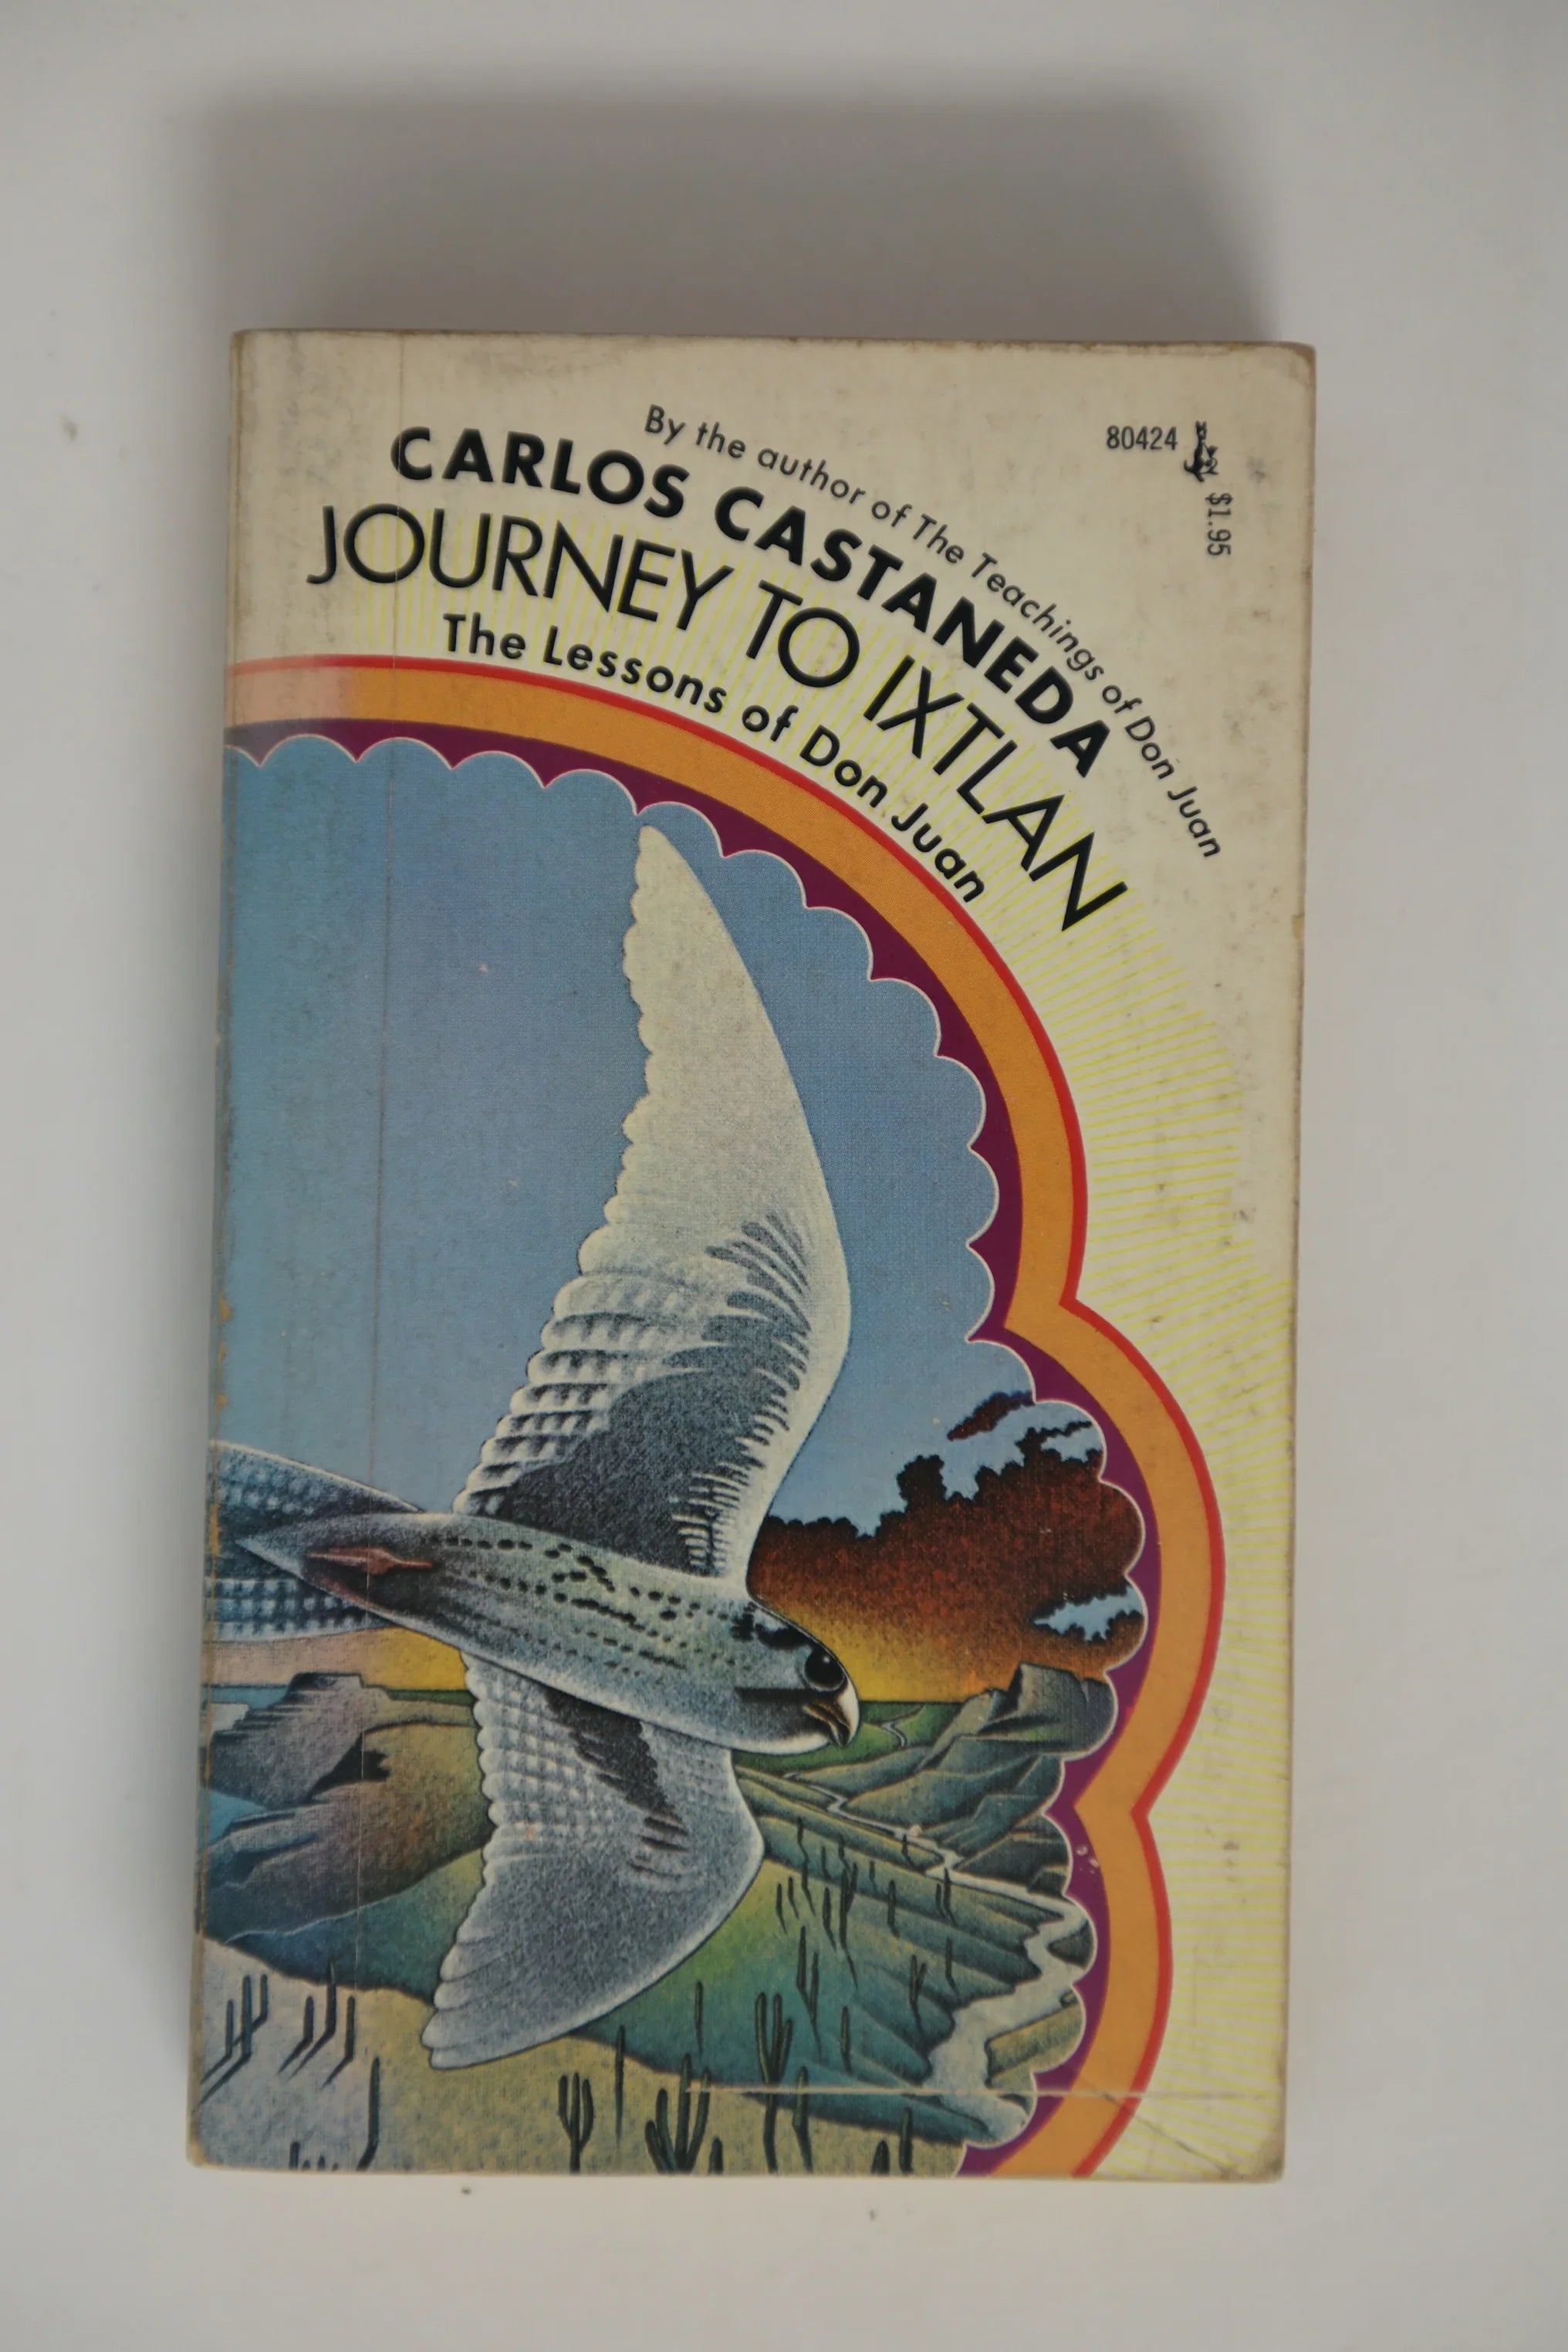 By the author of The Teachings of Don Juan
CARLOS CASTANEDA
JOURNEY TO IXTLAN
The Lessons of Don Juan
80424
$1.95